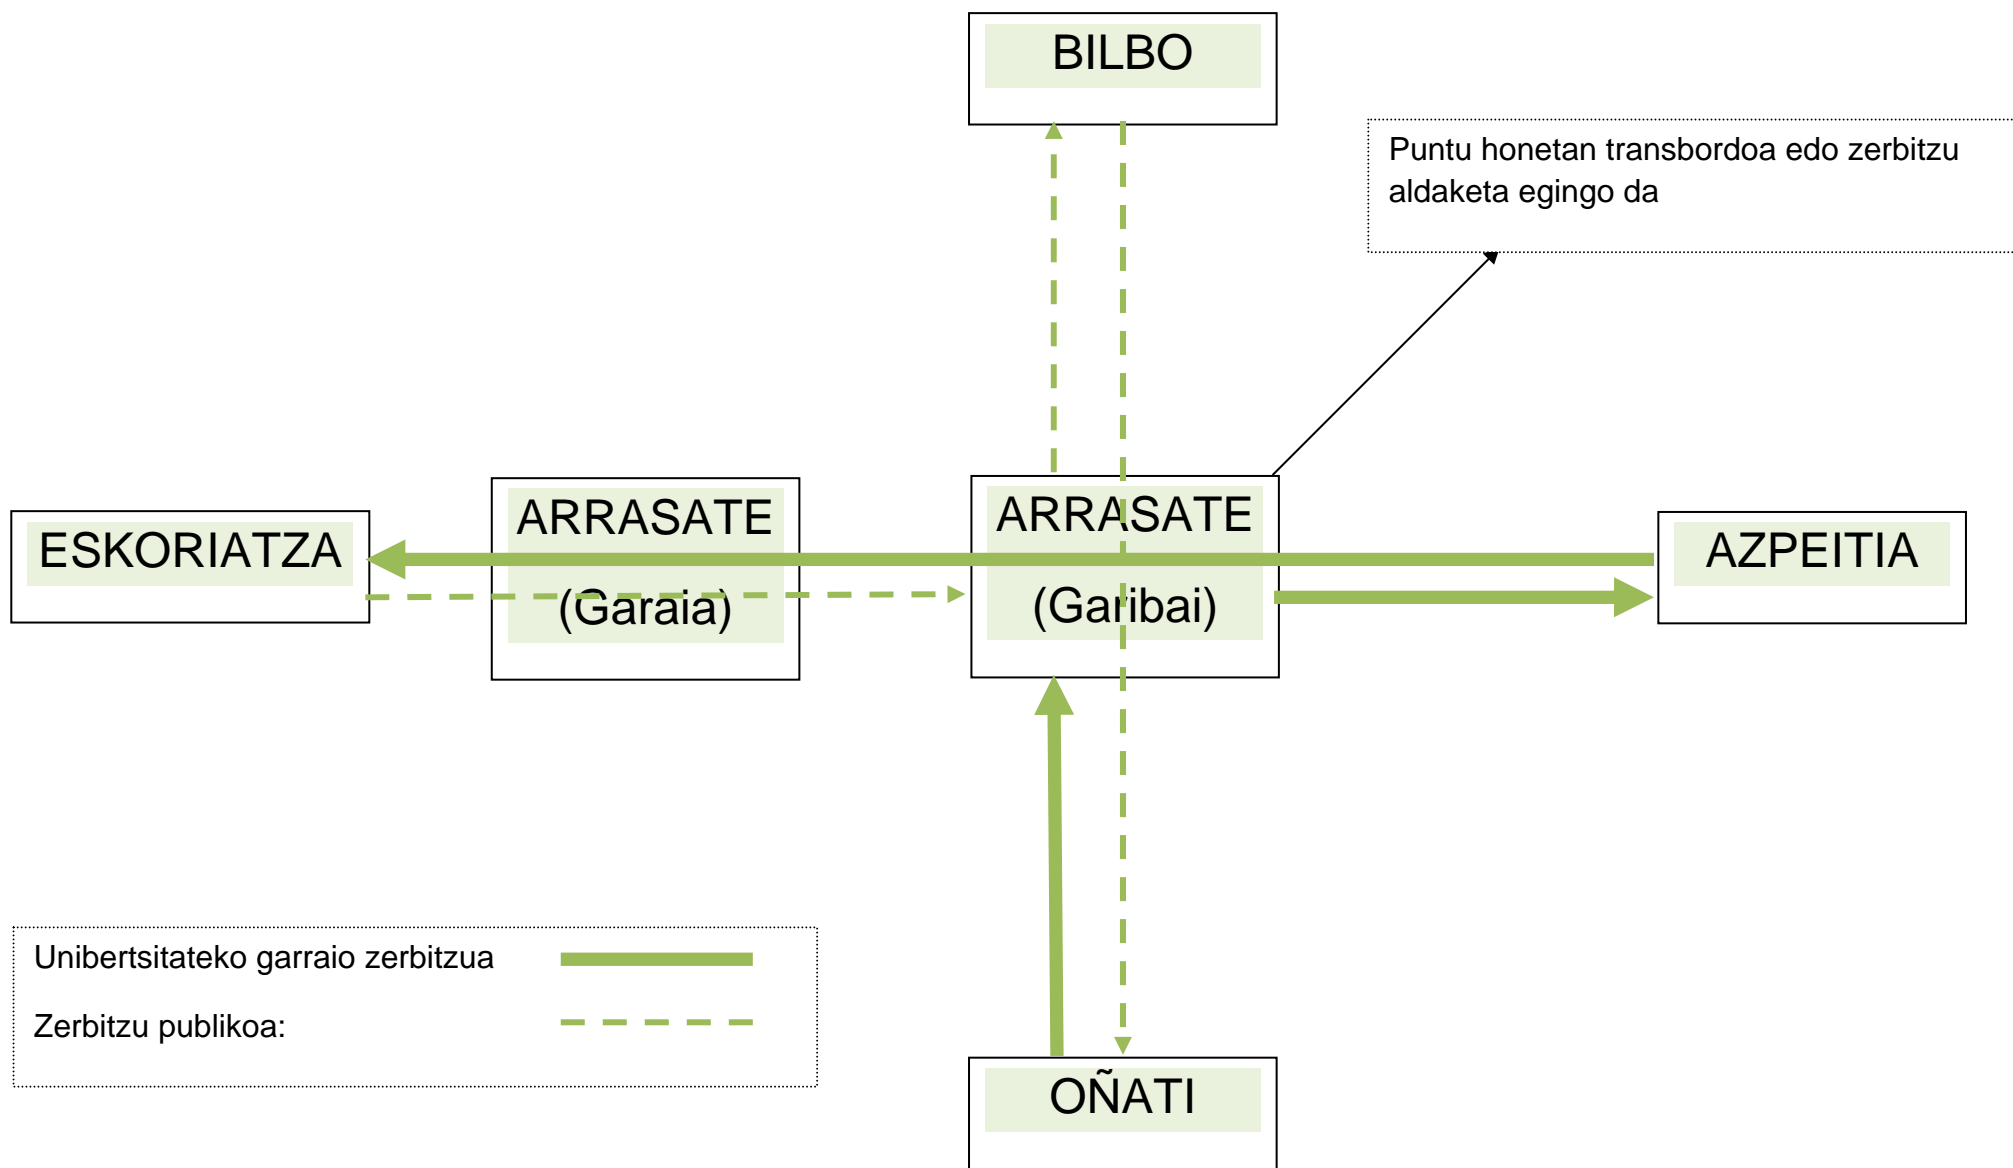 BILBO
Puntu honetan transbordoa edo zerbitzu
aldaketa egingo da
ESKORIATZA
ARRASATE
(Garaia)
ARRASATE
(Garibai)
AZPEITIA
Unibertsitateko garraio zerbitzua
Zerbitzu publikoa:
OÑATI